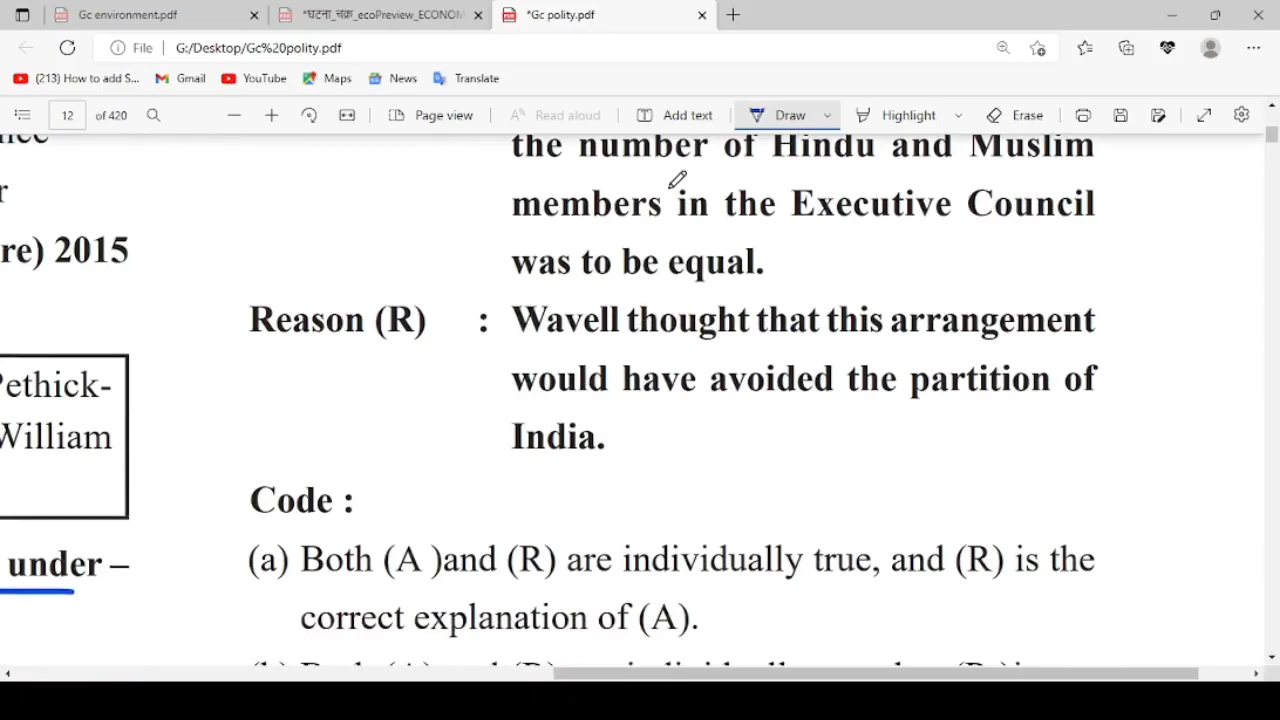 Gc environment.pdf
*घटना_चक्र_ecoPreview_ECONOM
*Gc polity.pdf
File
G:/Desktop/Gc%20polity.pdf
(213) How to add S...
Gmail
YouTube
Maps
News
Translate
12 of 420
Page view
Read aloud
Add text
Draw
Highlight
Erase
re) 2015
Pethick-
William
under –
the number of Hindu and Muslim
members in the Executive Council
was to be equal.
Reason (R) : Wavell thought that this arrangement
would have avoided the partition of
India.
Code :
(a) Both (A )and (R) are individually true, and (R) is the
correct explanation of (A).